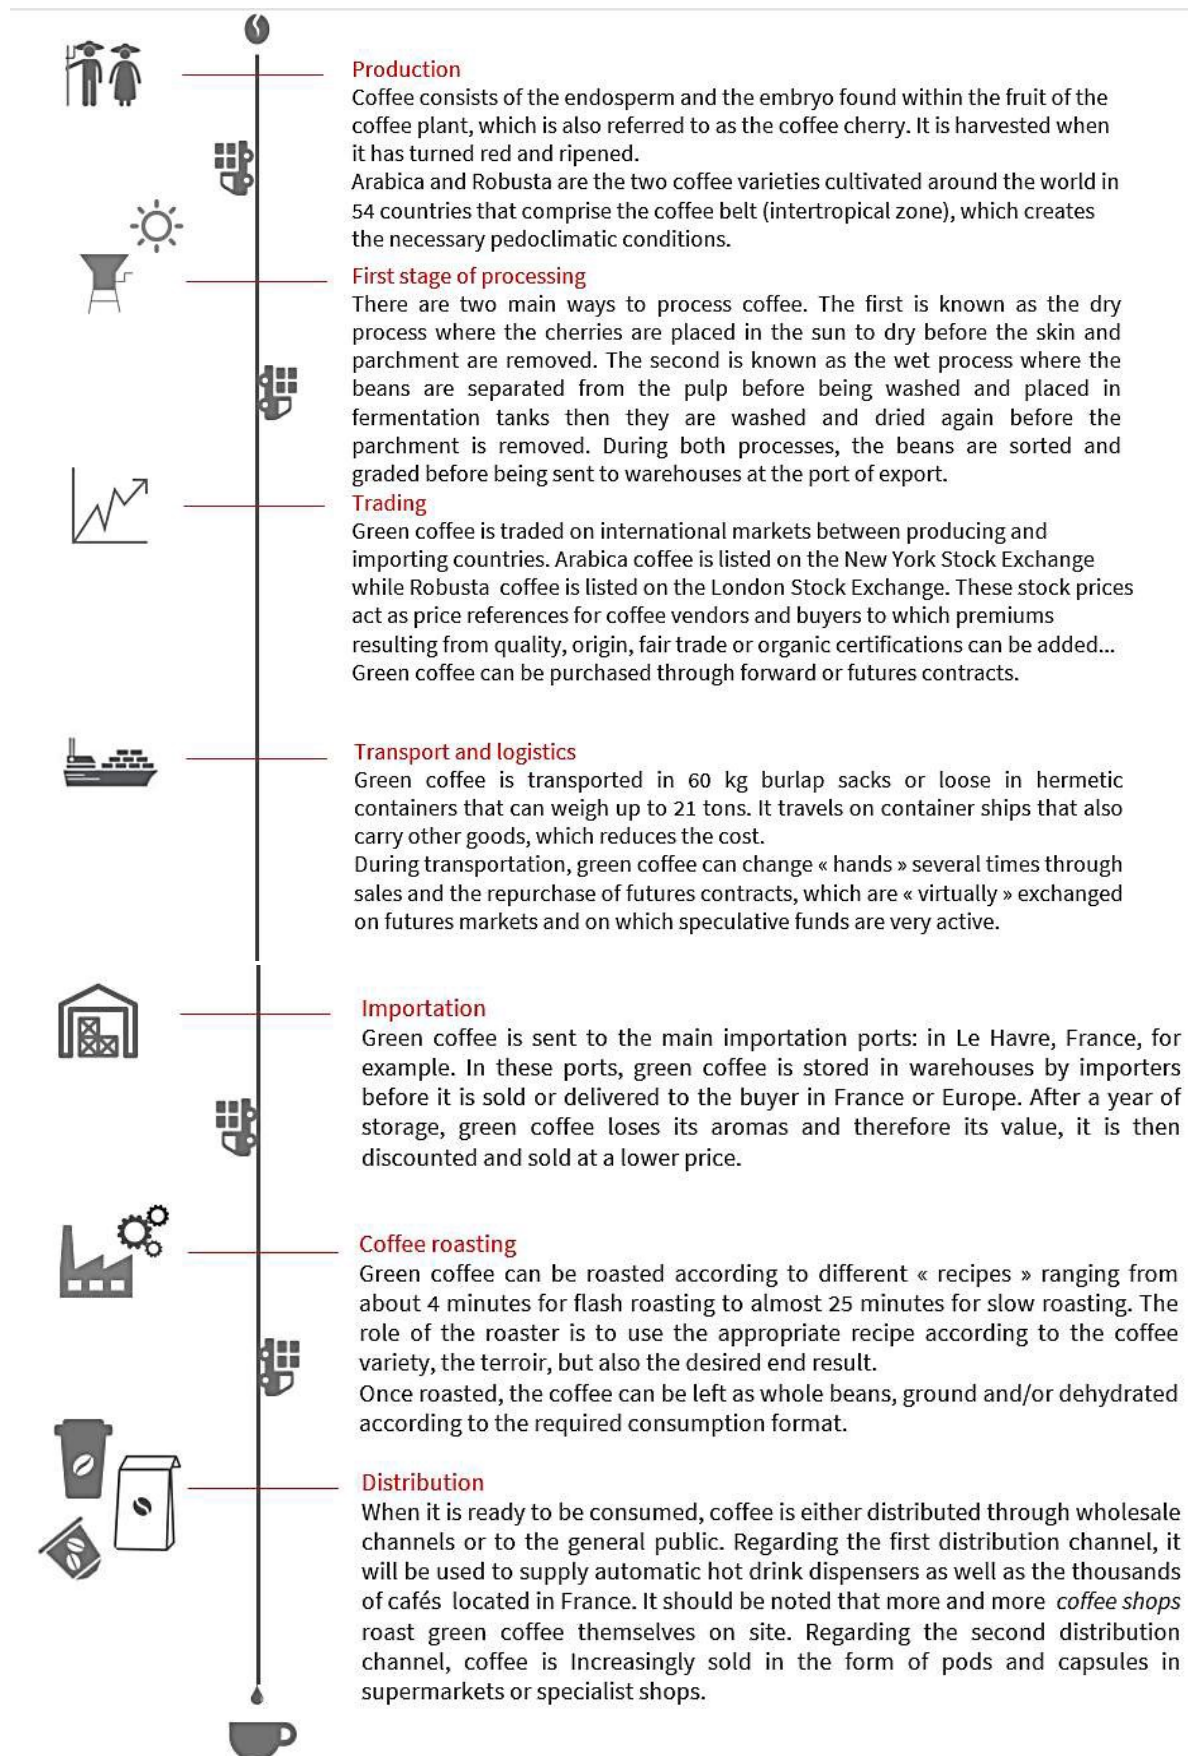 Production
Coffee consists of the endosperm and the embryo found within the fruit of the
coffee plant, which is also referred to as the coffee cherry. It is harvested when
it has turned red and ripened.
Arabica and Robusta are the two coffee varieties cultivated around the world in
54 countries that comprise the coffee belt (intertropical zone), which creates
the necessary pedoclimatic conditions.
First stage of processing
There are two main ways to process coffee. The first is known as the dry
process where the cherries are placed in the sun to dry before the skin and
parchment are removed. The second is known as the wet process where the
beans are separated from the pulp before being washed and placed in
fermentation tanks then they are washed and dried again before the
parchment is removed. During both processes, the beans are sorted and
graded before being sent to warehouses at the port of export.
Trading
Green coffee is traded on international markets between producing and
importing countries. Arabica coffee is listed on the New York Stock Exchange
while Robusta coffee is listed on the London Stock Exchange. These stock prices
act as price references for coffee vendors and buyers to which premiums
resulting from quality, origin, fair trade or organic certifications can be added...
Green coffee can be purchased through forward or futures contracts.
Transport and logistics
Green coffee is transported in 60 kg burlap sacks or loose in hermetic
containers that can weigh up to 21 tons. It travels on container ships that also
carry other goods, which reduces the cost.
During transportation, green coffee can change « hands » several times through
sales and the repurchase of futures contracts, which are « virtually » exchanged
on futures markets and on which speculative funds are very active.
Importation
Green coffee is sent to the main importation ports: in Le Havre, France, for
example. In these ports, green coffee is stored in warehouses by importers
before it is sold or delivered to the buyer in France or Europe. After a year of
storage, green coffee loses its aromas and therefore its value, it is then
discounted and sold at a lower price.
Coffee roasting
Green coffee can be roasted according to different « recipes » ranging from
about 4 minutes for flash roasting to almost 25 minutes for slow roasting. The
role of the roaster is to use the appropriate recipe according to the coffee
variety, the terroir, but also the desired end result.
Once roasted, the coffee can be left as whole beans, ground and/or dehydrated
according to the required consumption format.
Distribution
When it is ready to be consumed, coffee is either distributed through wholesale
channels or to the general public. Regarding the first distribution channel, it
will be used to supply automatic hot drink dispensers as well as the thousands
of cafés located in France. It should be noted that more and more coffee shops
roast green coffee themselves on site. Regarding the second distribution
channel, coffee is Increasingly sold in the form of pods and capsules in
supermarkets or specialist shops.